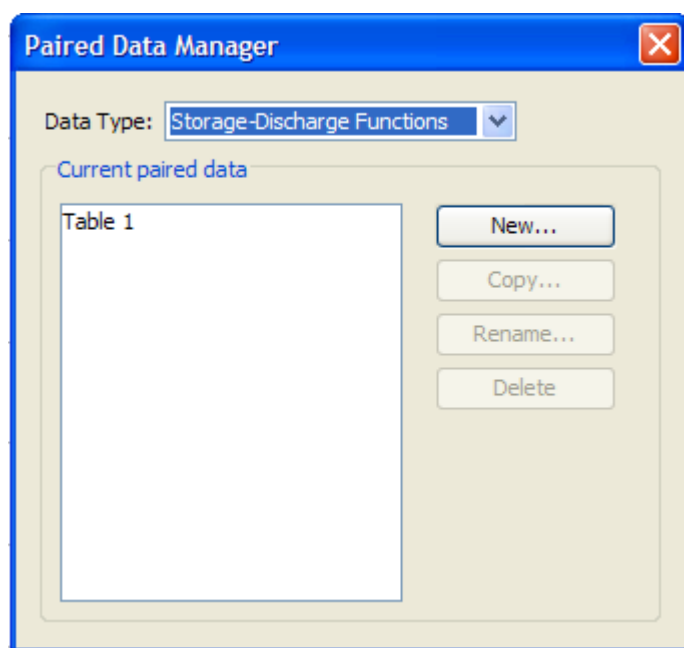 Paired Data Manager
Data Type: Storage-Discharge Functions
Current paired data
Table 1
New...
Copy...
Rename...
Delete